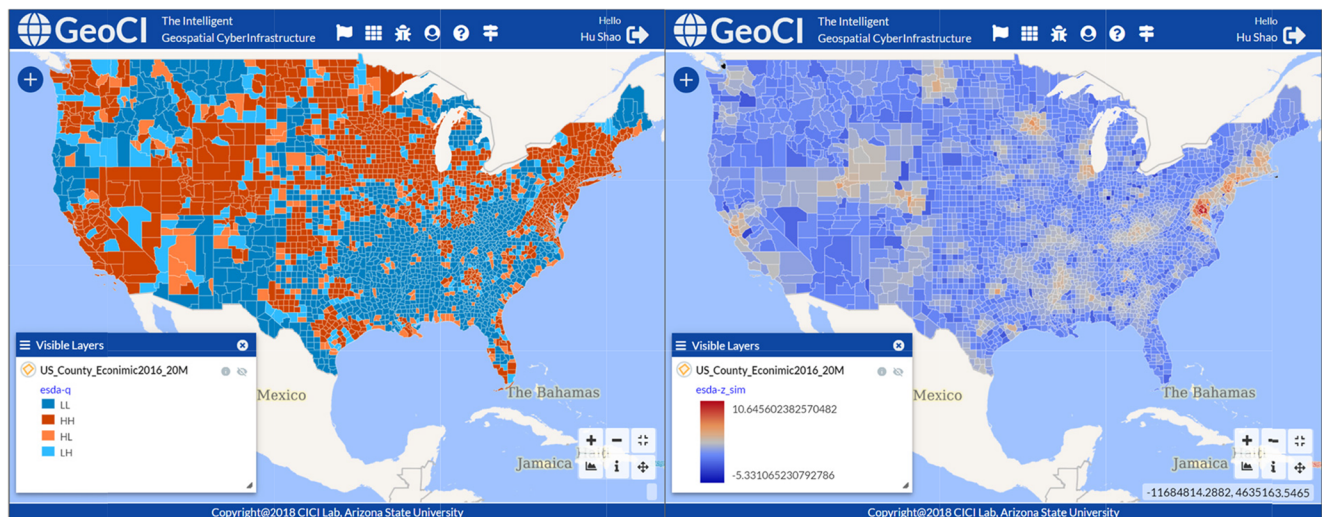 GeoCI
The Intelligent
Geospatial CyberInfrastructure
Hello
Hu Shao
Visible Layers
US_County_Econimic2016_20M
esda-q
LL
HH
HL
LH
Mexico
The Bahamas
Jamaica
Copyright@2018 CICI Lab, Arizona State University
GeoCI
The Intelligent
Geospatial CyberInfrastructure
Hello
Hu Shao
Visible Layers
US_County_Econimic2016_20M
esda-z_sim
10.645602382570482
-5.331065230792786
Mexico
The Bahamas
Jamaica
-11684814.2882, 4635163.5465
Copyright@2018 CICI Lab, Arizona State University